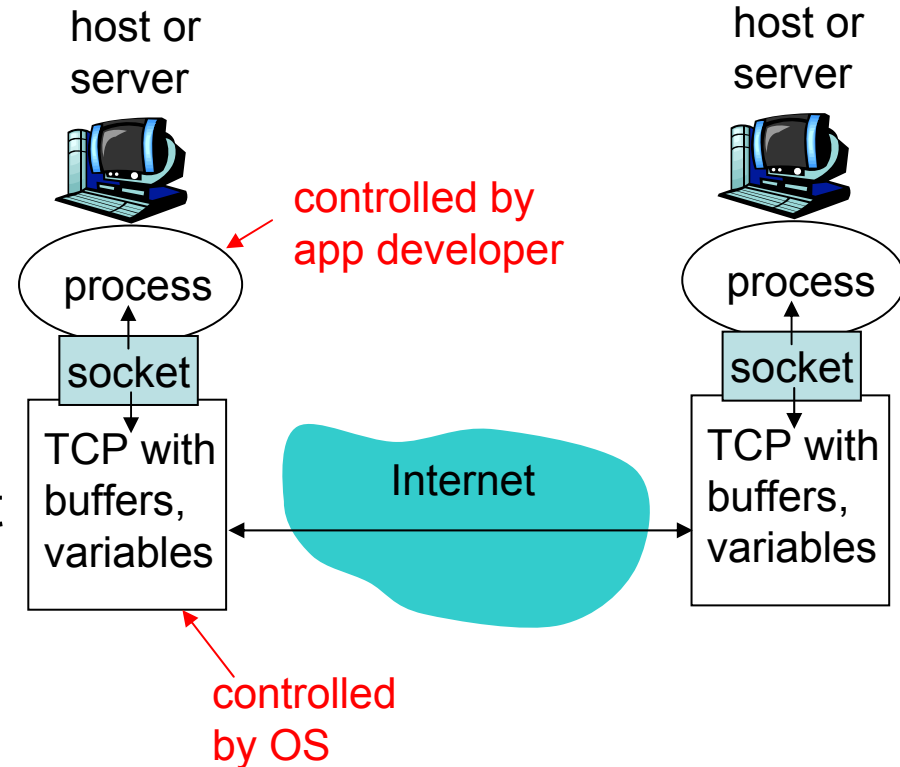 host or
server
host or
server
controlled by
app developer
process
process
socket
socket
TCP with
buffers,
variables
Internet
TCP with
buffers,
variables
controlled
by OS